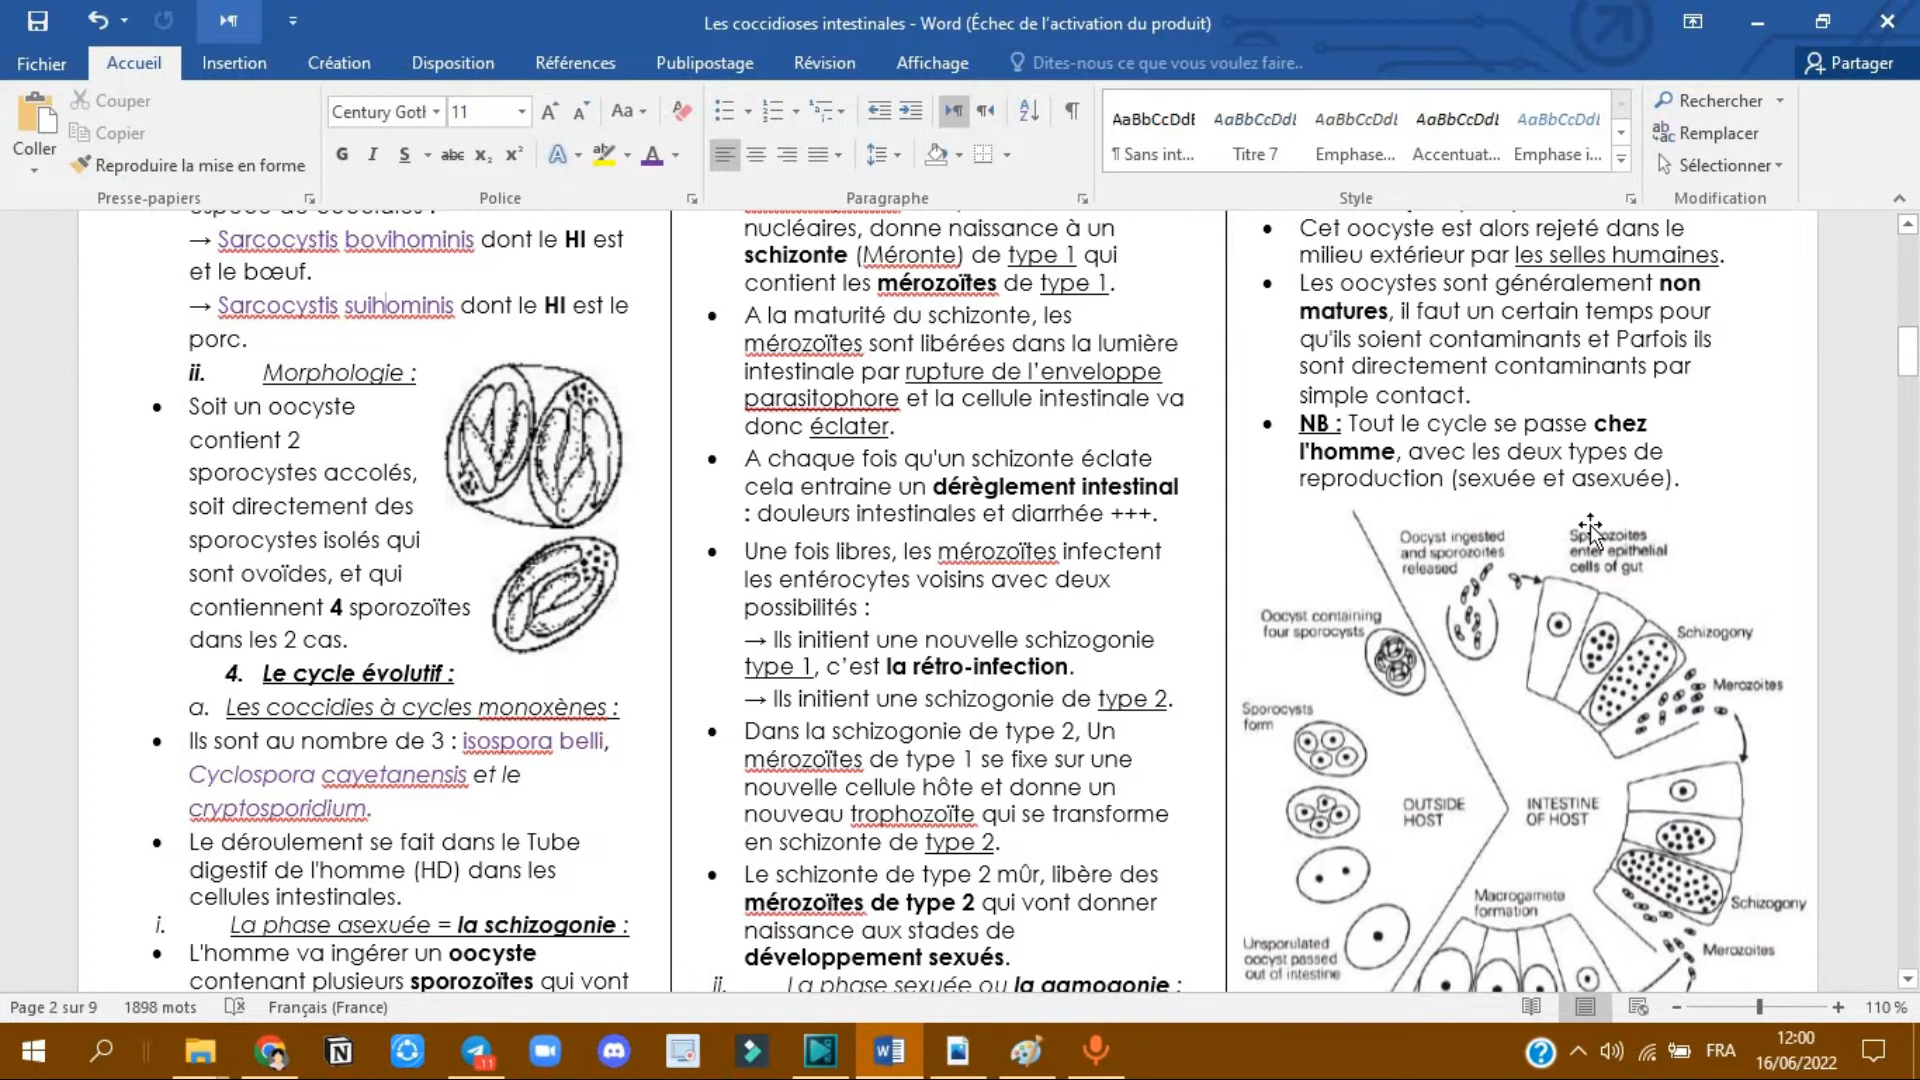 Les coccidioses intestinales - Word (Échec de l'activation du produit)
Fichier
Accueil
Insertion
Création
Disposition
Références
Publipostage
Révision
Affichage
Dites-nous ce que vous voulez faire..
Partager
Coller
Couper
Copier
Reproduire la mise en forme
Presse-papiers
Century Gotl
11
Aa
G I S abc x₂ x² A ab A
Police
Paragraphe
AaBbCcDdE AaBbCcDdL AaBbCcDdL AaBbCcDdL AaBbCcDdL
¶ Sans int... Titre 7 Emphase... Accentuat... Emphase i...
Style
Rechercher
Remplacer
Sélectionner
Modification
→ Sarcocystis bovihominis dont le HI est
et le bœuf.
→ Sarcocystis suihominis dont le HI est le
porc.
ii. Morphologie :
• Soit un oocyste
contient 2
sporocystes accolés,
soit directement des
sporocystes isolés qui
sont ovoïdes, et qui
contiennent 4 sporozoïtes
dans les 2 cas.
4. Le cycle évolutif :
a. Les coccidies à cycles monoxènes :
• Ils sont au nombre de 3 : isospora belli,
Cyclospora cayetanensis et le
cryptosporidium.
• Le déroulement se fait dans le Tube
digestif de l'homme (HD) dans les
cellules intestinales.
i. La phase asexuée = la schizogonie :
• L'homme va ingérer un oocyste
contenant plusieurs sporozoïtes qui vont
nucléaires, donne naissance à un
schizonte (Méronte) de type 1 qui
contient les mérozoïtes de type 1.
• A la maturité du schizonte, les
mérozoïtes sont libérées dans la lumière
intestinale par rupture de l'enveloppe
parasitophore et la cellule intestinale va
donc éclater.
• A chaque fois qu'un schizonte éclate
cela entraine un dérèglement intestinal
: douleurs intestinales et diarrhée +++.
• Une fois libres, les mérozoïtes infectent
les entérocytes voisins avec deux
possibilités :
→ Ils initient une nouvelle schizogonie
type 1, c'est la rétro-infection.
→ Ils initient une schizogonie de type 2.
• Dans la schizogonie de type 2, Un
mérozoïtes de type 1 se fixe sur une
nouvelle cellule hôte et donne un
nouveau trophozoïte qui se transforme
en schizonte de type 2.
• Le schizonte de type 2 mûr, libère des
mérozoïtes de type 2 qui vont donner
naissance aux stades de
développement sexués.
ii. La phase sexuée ou la gamogonie :
• Cet oocyste est alors rejeté dans le
milieu extérieur par les selles humaines.
• Les oocystes sont généralement non
matures, il faut un certain temps pour
qu'ils soient contaminants et Parfois ils
sont directement contaminants par
simple contact.
• NB : Tout le cycle se passe chez
l'homme, avec les deux types de
reproduction (sexuée et asexuée).
Oocyst ingested
and sporozoites
released
Sporozoites
enter epithelial
cells of gut
Oocyst containing
four sporocysts
Schizogony
Merozoites
Sporocysts
form
OUTSIDE
HOST
INTESTINE
OF HOST
Macrogamete
formation
Schizogony
Merozoites
Unsporulated
oocyst passed
out of intestine
Page 2 sur 9
1898 mots
Français (France)
110 %
11
FRA
12:00
16/06/2022